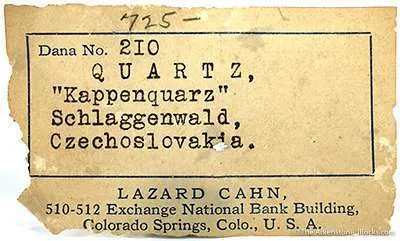 725-
Dana No. 210
QUARTZ,
"Kappenquarz"
Schlaggenwald,
Czechoslovakia.
LAZARD CAHN,
510-512 Exchange National Bank Building,
Colorado Springs, Colo., U. S. A.